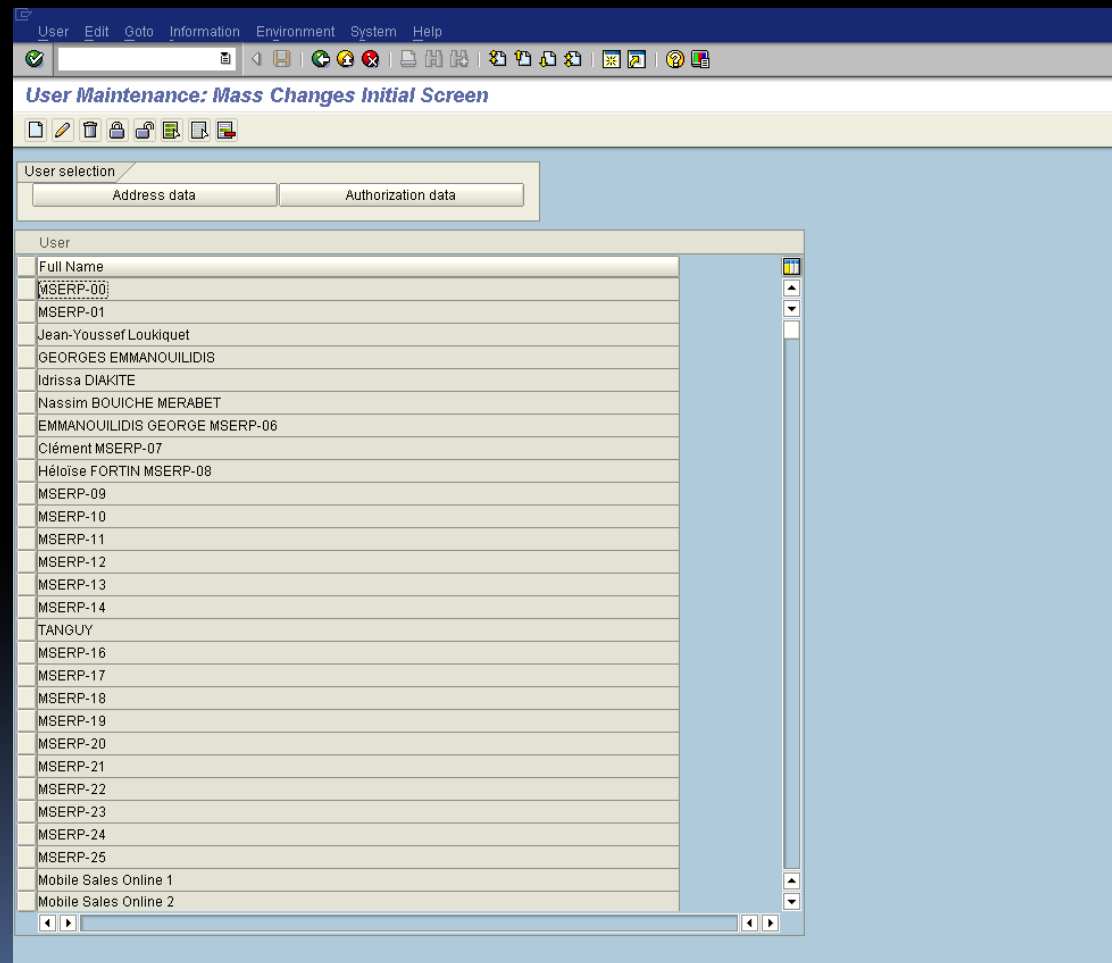 User Edit Goto Information Environment System Help
User Maintenance: Mass Changes Initial Screen
User selection
Address data Authorization data
User
Full Name
MSERP-00
MSERP-01
Jean-Youssef Loukiquet
GEORGES EMMANOUILIDIS
Idrissa DIAKITE
Nassim BOUICHE MERABET
EMMANOUILIDIS GEORGE MSERP-06
Clément MSERP-07
Héloïse FORTIN MSERP-08
MSERP-09
MSERP-10
MSERP-11
MSERP-12
MSERP-13
MSERP-14
TANGUY
MSERP-16
MSERP-17
MSERP-18
MSERP-19
MSERP-20
MSERP-21
MSERP-22
MSERP-23
MSERP-24
MSERP-25
Mobile Sales Online 1
Mobile Sales Online 2